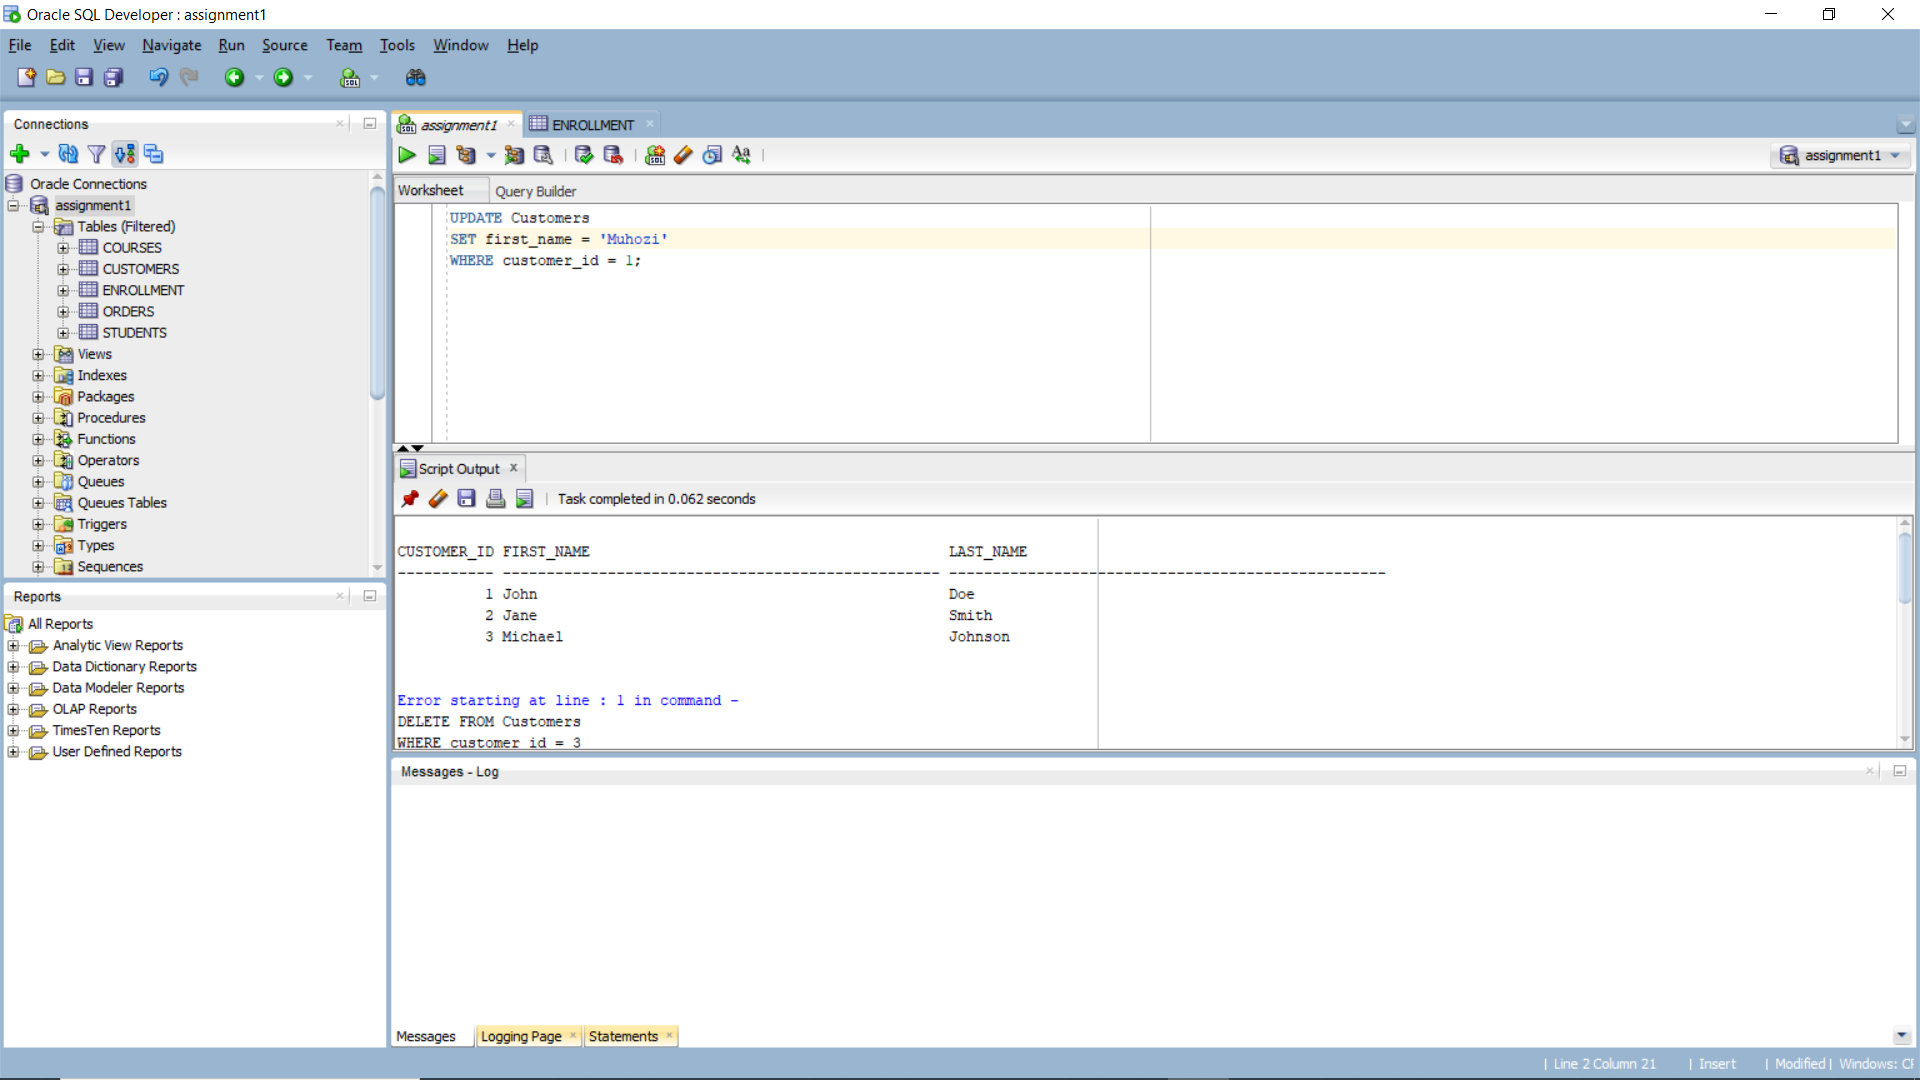 Oracle SQL Developer : assignment1
File Edit View Navigate Run Source Team Tools Window Help
Connections
Oracle Connections
assignment1
Tables (Filtered)
COURSES
CUSTOMERS
ENROLLMENT
ORDERS
STUDENTS
Views
Indexes
Packages
Procedures
Functions
Operators
Queues
Queues Tables
Triggers
Types
Sequences
Reports
All Reports
Analytic View Reports
Data Dictionary Reports
Data Modeler Reports
OLAP Reports
TimesTen Reports
User Defined Reports
assignment1 ENROLLMENT
assignment1
Worksheet Query Builder
UPDATE Customers
SET first_name = 'Muhozi'
WHERE customer_id = 1;
Script Output
Task completed in 0.062 seconds
CUSTOMER_ID FIRST_NAME LAST_NAME
----------- -------------------------------------------------- --------------------------------------------------
1 John Doe
2 Jane Smith
3 Michael Johnson
Error starting at line : 1 in command -
DELETE FROM Customers
WHERE customer_id = 3
Messages - Log
Messages Logging Page Statements
| Line 2 Column 21 | Insert | Modified | Windows: